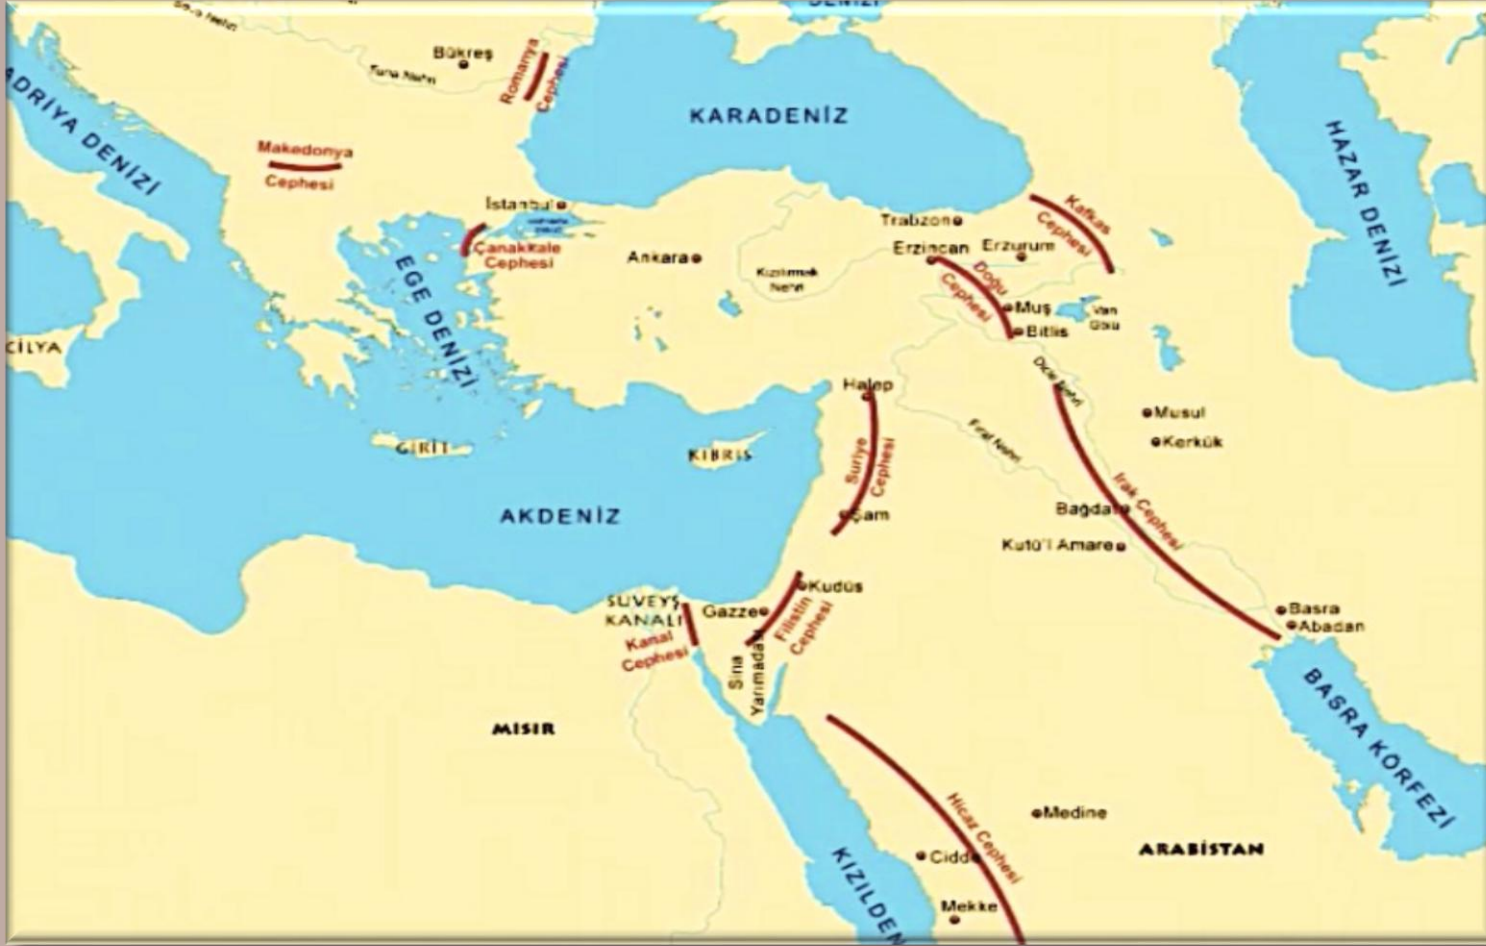 DENİZİ
Bükreş
Tuna Nehri
Romanya
Cephesi
KARADENİZ
ADRİYA DENİZİ
HAZAR DENİZİ
Makedonya
Cephesi
İstanbul
Çanakkale
Cephesi
Ankara
Kızılırmak
Nehri
Trabzon
Erzincan
Erzurum
Kafkas
Cephesi
Doğu
Cephesi
Muş
Bitlis
Van
Gölü
EGE DENİZİ
CİLYA
GİRİT
KIBRIS
Halep
Dicle Nehri
Musul
Kerkük
Fırat Nehri
Suriye
Cephesi
Şam
AKDENİZ
Irak Cephesi
Bağdat
Kutü'l Amare
Basra
Abadan
SÜVEYŞ
KANALI
Kanal
Cephesi
Gazze
Kudüs
Filistin
Cephesi
Sina
Yarımadası
BASRA KÖRFEZİ
MISIR
Hicaz Cephesi
Medine
Cidde
Mekke
ARABİSTAN
KIZILDEN